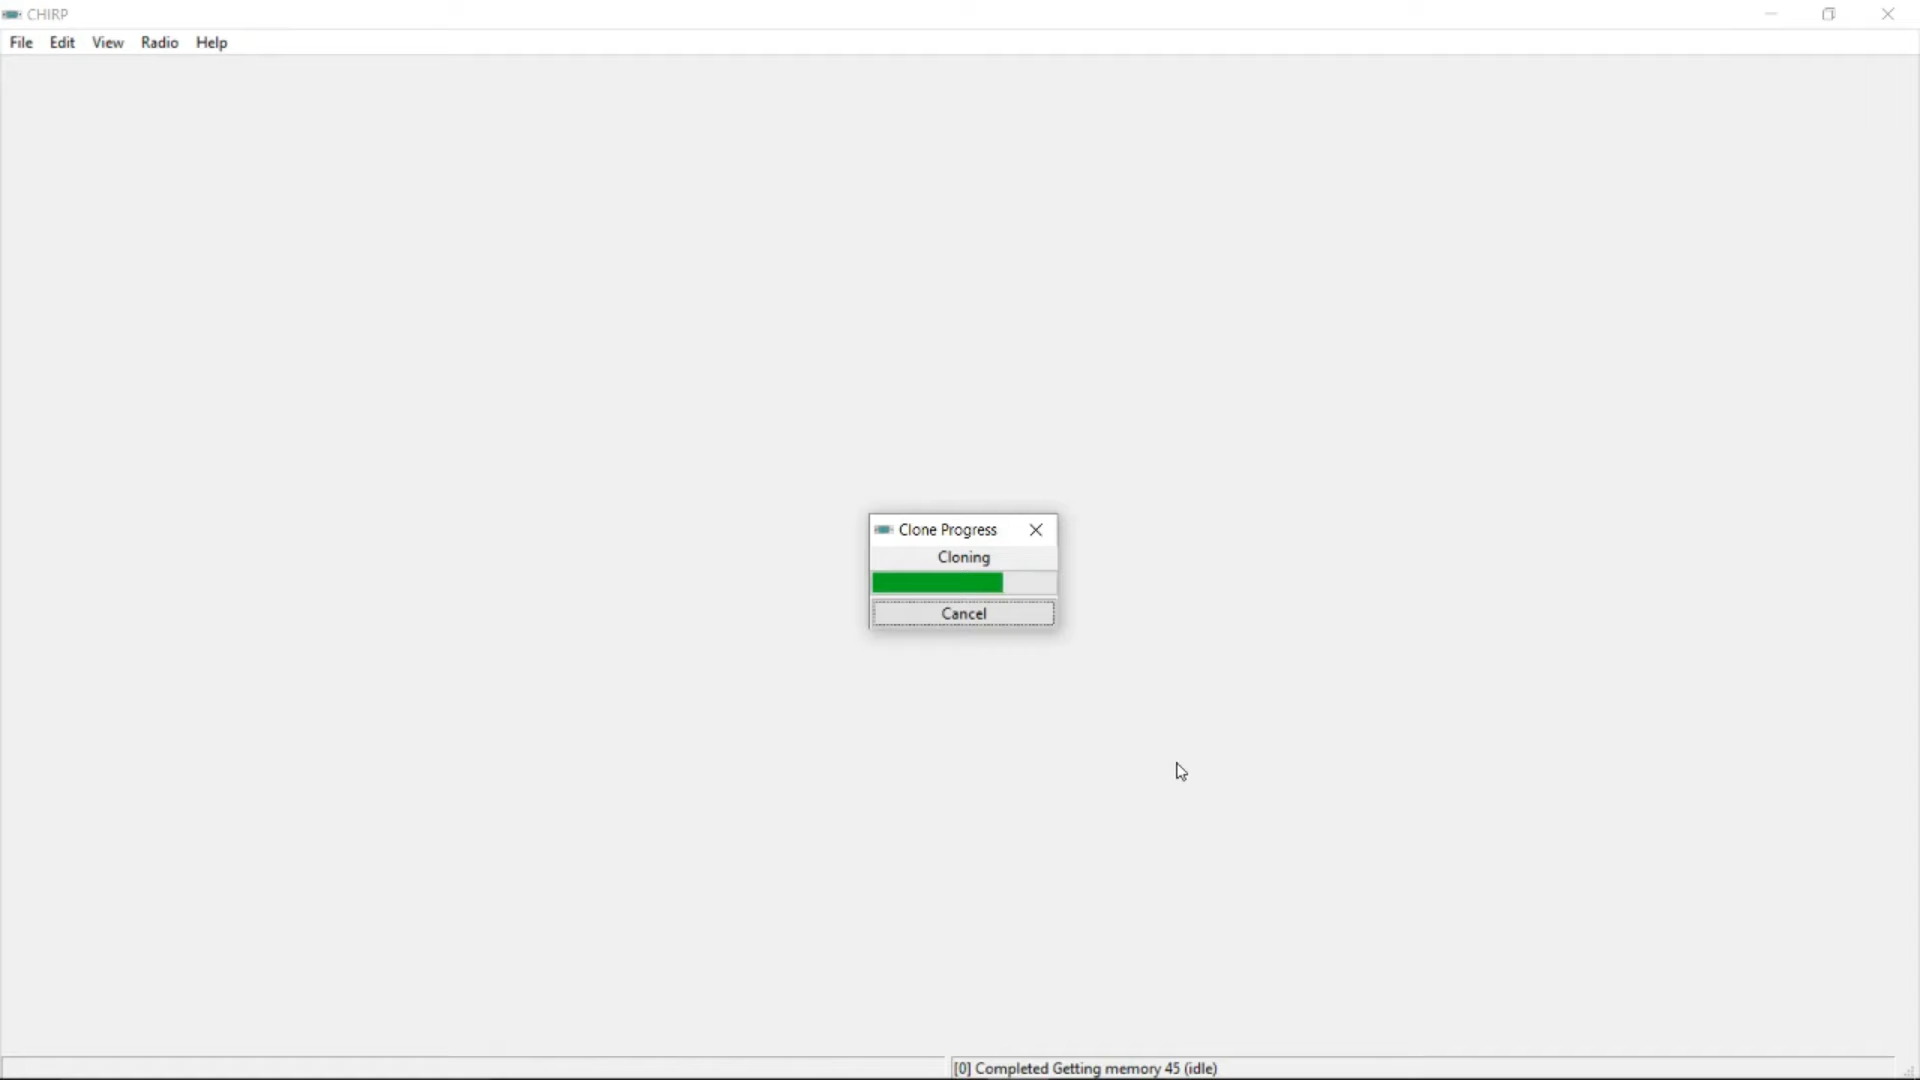 CHIRP
File Edit View Radio Help
Clone Progress
Cloning
Cancel
[0] Completed Getting memory 45 (idle)